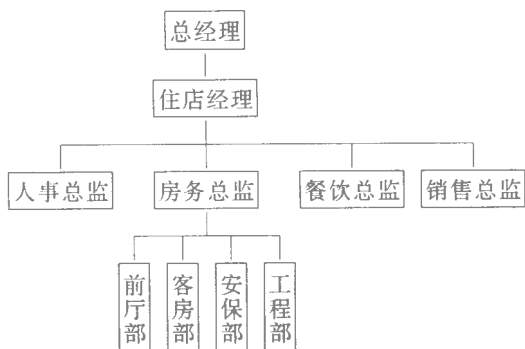 总经理
住店经理
人事总监
房务总监
餐饮总监
销售总监
前厅部
客房部
安保部
工程部